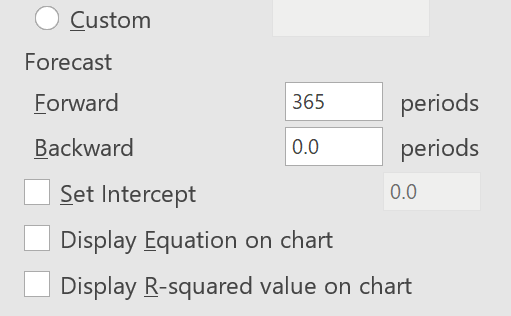 Custom
Forecast
Forward 365 periods
Backward 0.0 periods
Set Intercept 0.0
Display Equation on chart
Display R-squared value on chart